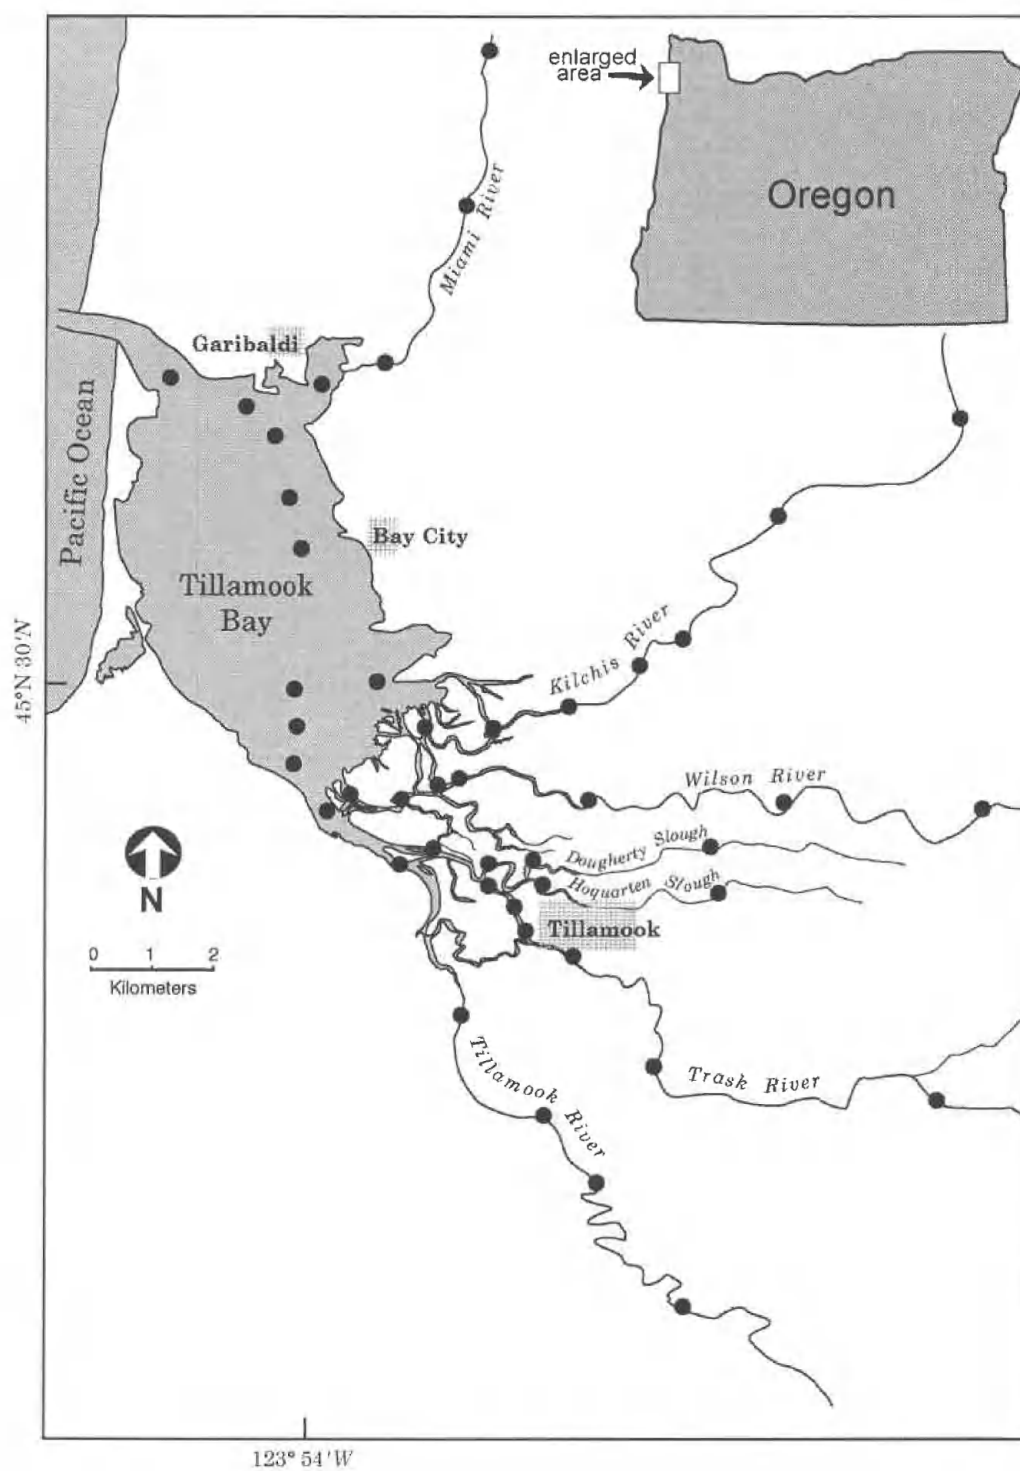 enlarged
area
Oregon
Miami River
Garibaldi
Pacific Ocean
Bay City
Tillamook
Bay
45°N 30'N
Kilchis River
Wilson River
Dougherty Slough
Hoquarten Slough
N
Tillamook
0 1 2
Kilometers
Tillamook River
Trask River
123° 54'W